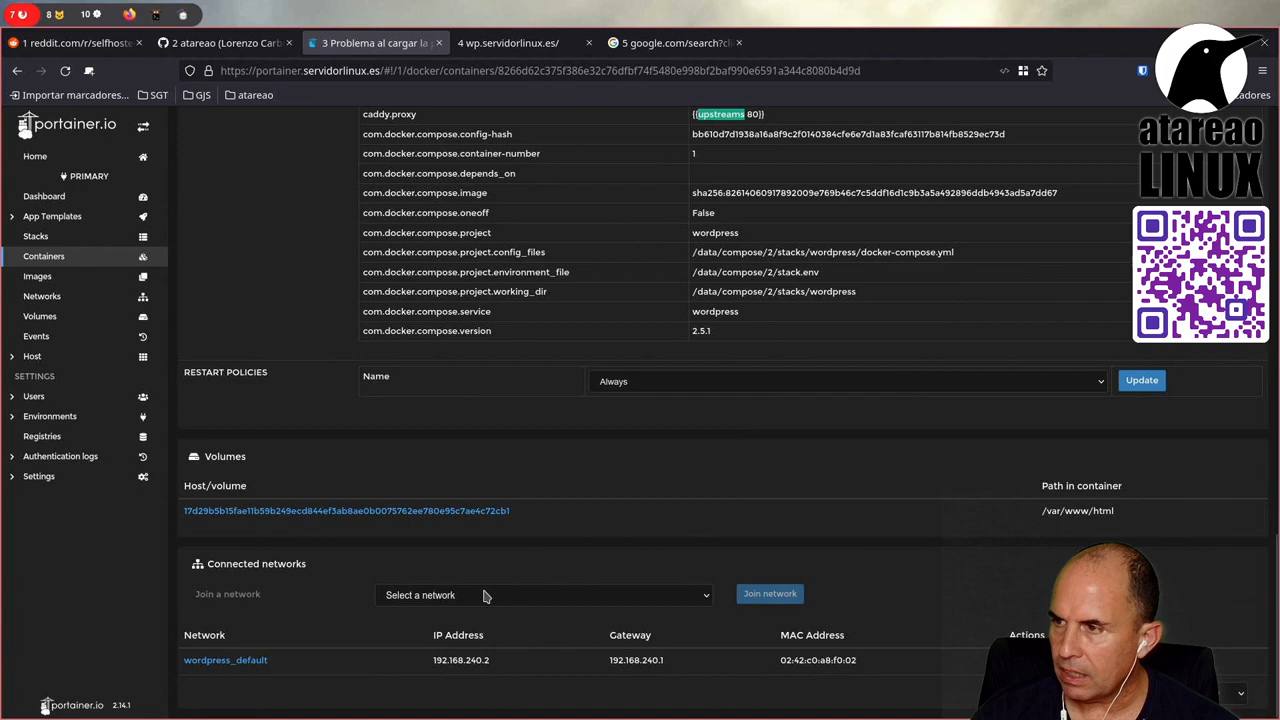 7
8
10
1 reddit.com/r/selfhoste
2 atareao (Lorenzo Carb
3 Problema al cargar la p
4 wp.servidorlinux.es/
5 google.com/search?cli
https://portainer.servidorlinux.es/#!/1/docker/containers/8266d62c375f386e32c76dfbf74f5480e998bf2baf990e6591a344c8080b4d9d
Importar marcadores...
SGT
GJS
atareao
cadores
portainer.io
Home
PRIMARY
Dashboard
App Templates
Stacks
Containers
Images
Networks
Volumes
Events
Host
SETTINGS
Users
Environments
Registries
Authentication logs
Settings
portainer.io 2.14.1
caddy.proxy {{upstreams 80}}
com.docker.compose.config-hash bb610d7d1938a16a8f9c2f0140384cfe6e7d1a83fcaf63117b814fb8529ec73d
com.docker.compose.container-number 1
com.docker.compose.depends_on
com.docker.compose.image sha256:82614060917892009e769b46c7c5ddf16d1c9b3a5a492896ddb4943ad5a7dd67
com.docker.compose.oneoff False
com.docker.compose.project wordpress
com.docker.compose.project.config_files /data/compose/2/stacks/wordpress/docker-compose.yml
com.docker.compose.project.environment_file /data/compose/2/stack.env
com.docker.compose.project.working_dir /data/compose/2/stacks/wordpress
com.docker.compose.service wordpress
com.docker.compose.version 2.5.1
RESTART POLICIES Name Always Update
Volumes
Host/volume Path in container
17d29b5b15fae11b59b249ecd844ef3ab8ae0b0075762ee780e95c7ae4c72cb1 /var/www/html
Connected networks
Join a network Select a network Join network
Network IP Address Gateway MAC Address Actions
wordpress_default 192.168.240.2 192.168.240.1 02:42:c0:a8:f0:02
atareao
LINUX